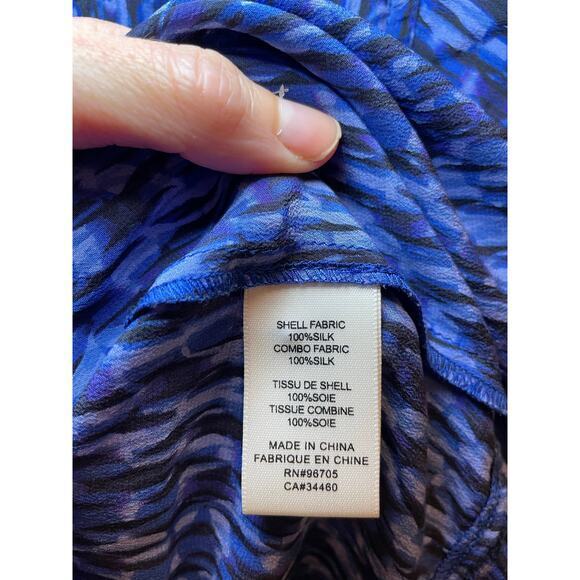 SHELL FABRIC
100%SILK
COMBO FABRIC
100%SILK
TISSU DE SHELL
100%SOIE
TISSUE COMBINE
100%SOIE
MADE IN CHINA
FABRIQUE EN CHINE
RN#96705
CA#34460